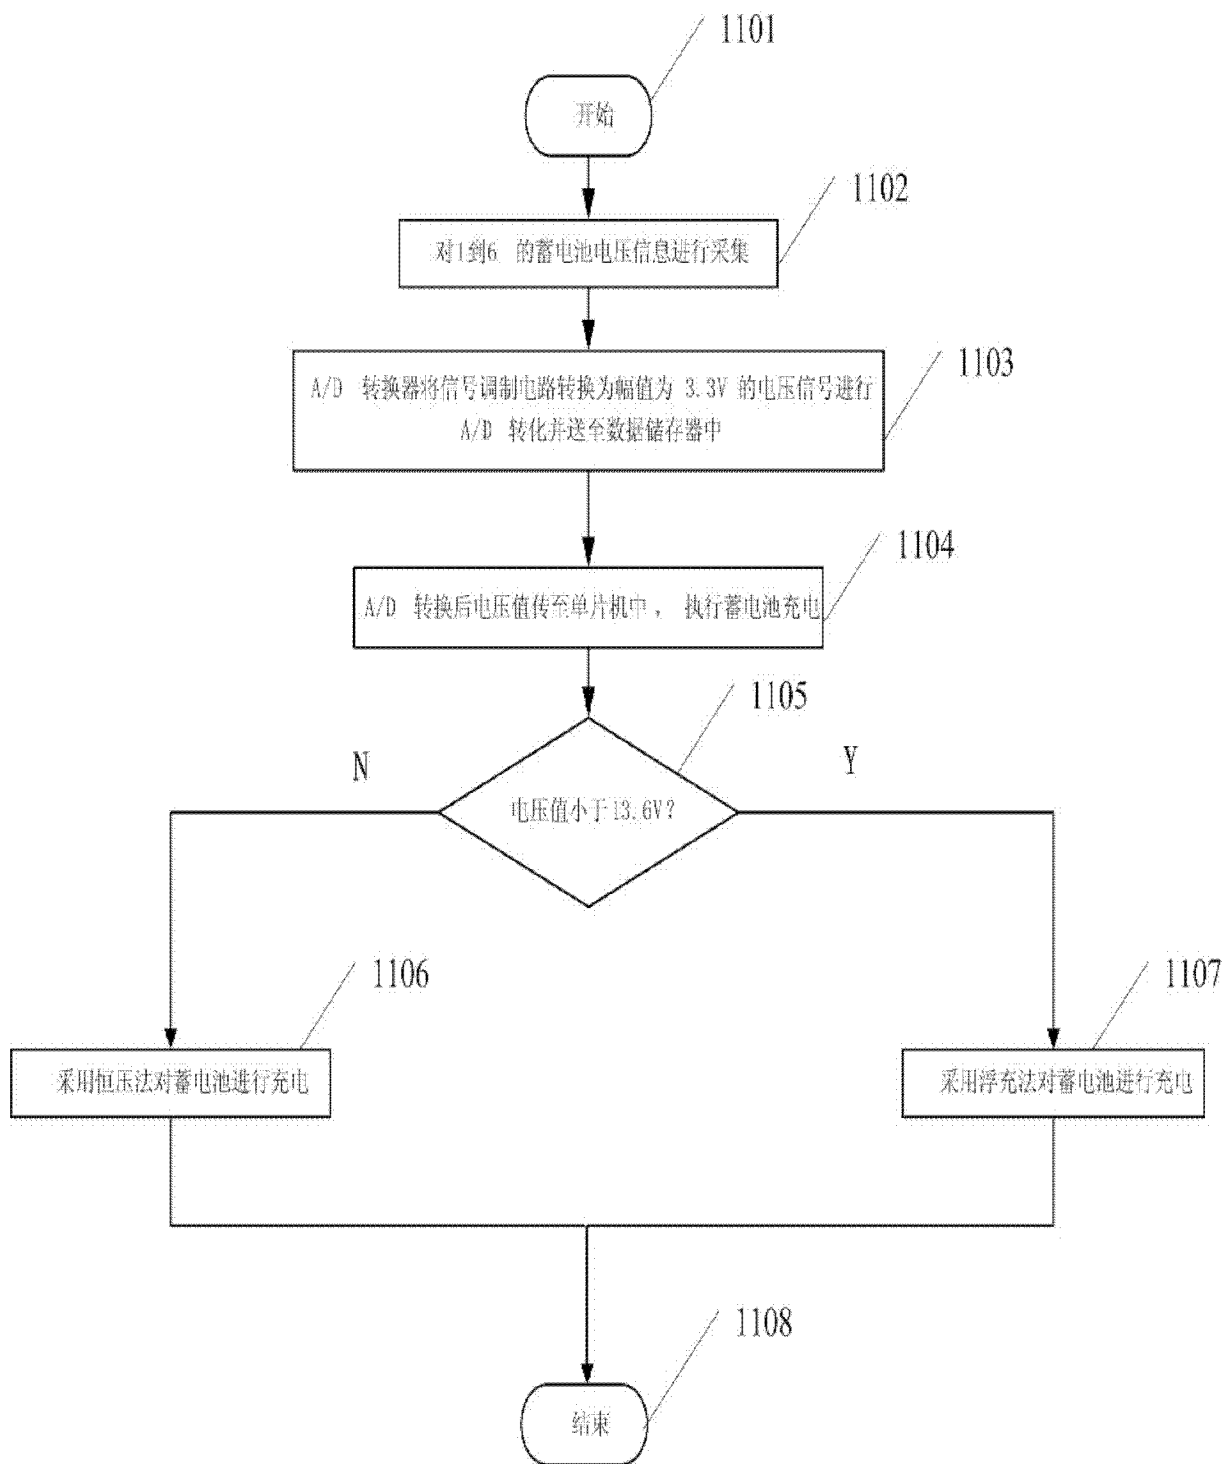 1101
开始
1102
对1到6 的蓄电池电压信息进行采集
1103
A/D 转换器将信号调制电路转换为幅值为 3.3V 的电压信号进行
A/D 转化并送至数据储存器中
1104
A/D 转换后电压值传至单片机中， 执行蓄电池充电
1105
N
Y
电压值小于13.6V？
1106
1107
采用恒压法对蓄电池进行充电
采用浮充法对蓄电池进行充电
1108
结束